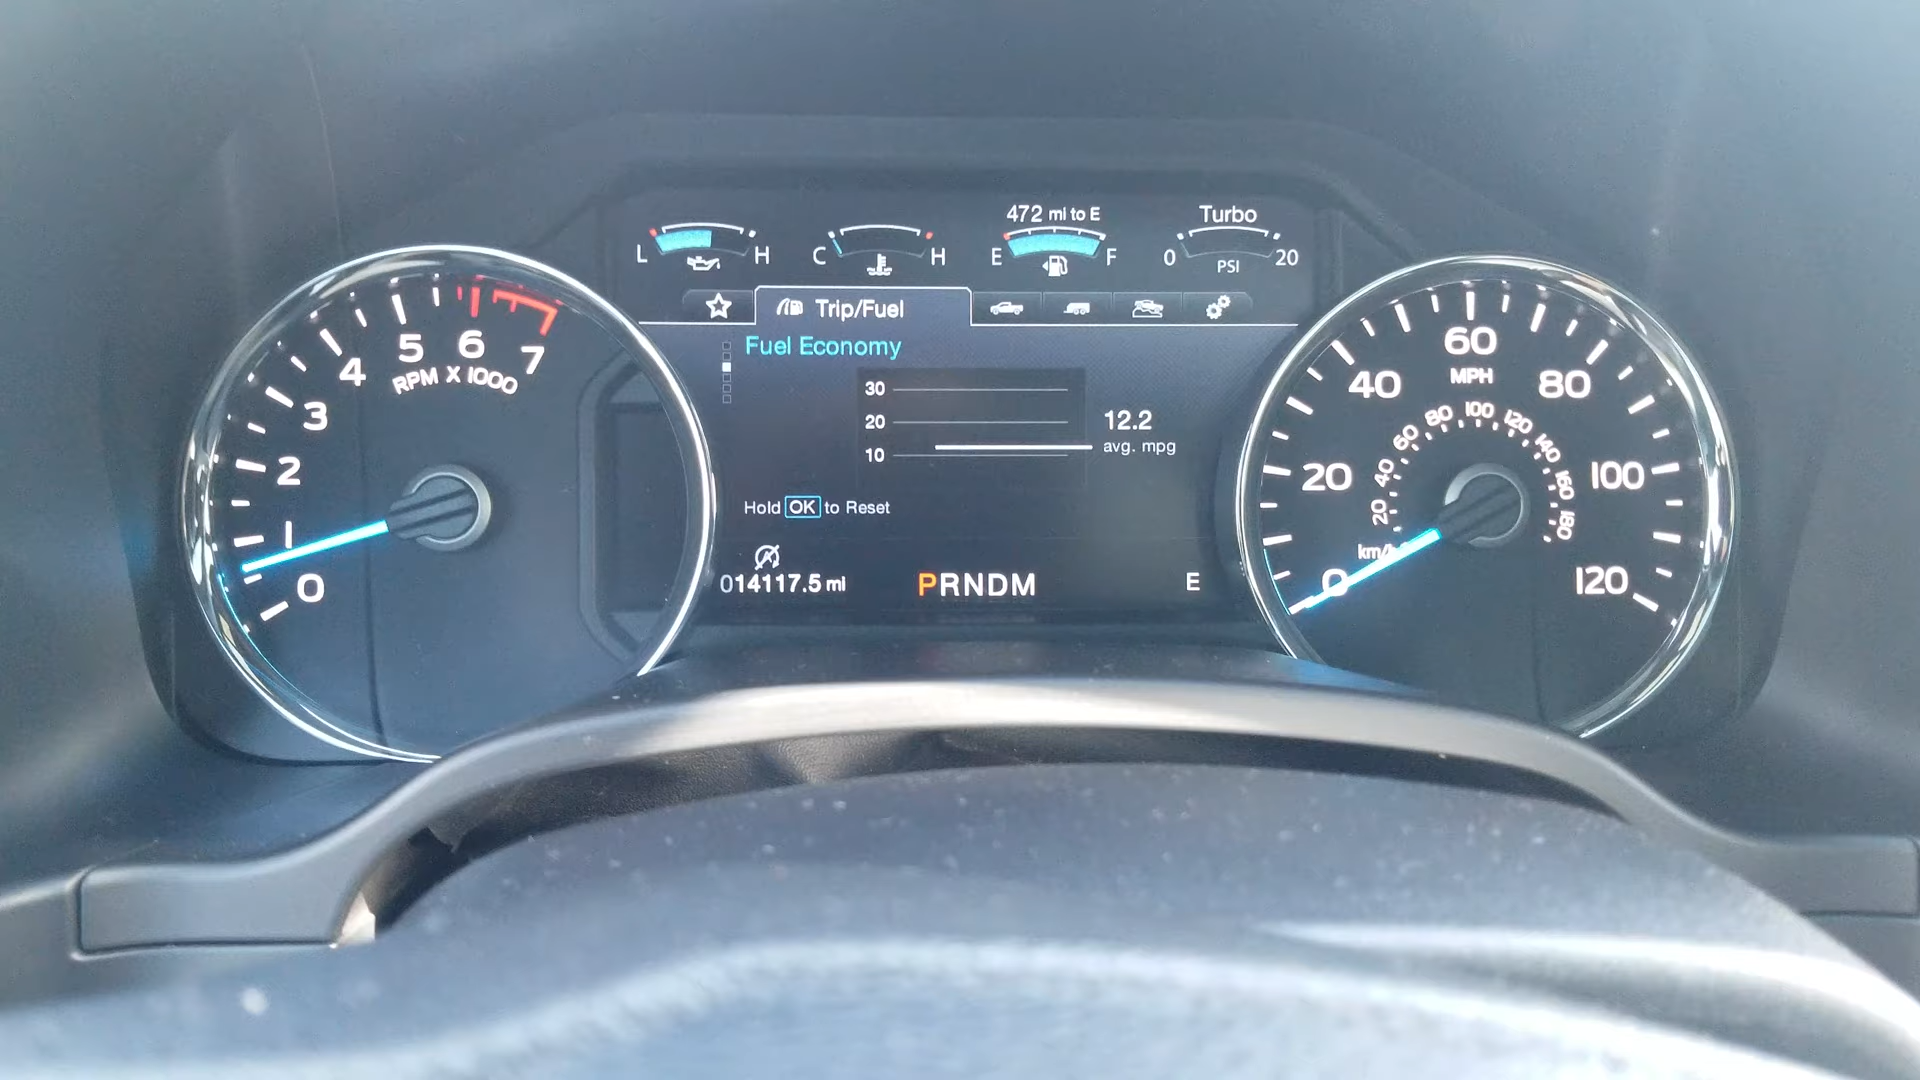 472 mi to E
Turbo
L H
C H
E F
0 20
PSI
Trip/Fuel
Fuel Economy
30
20
10
12.2
avg. mpg
Hold OK to Reset
014117.5 mi
PRNDM
E
0 1 2 3 4 5 6 7
RPM X 1000
0 20 40 60 80 100 120
MPH
20 40 60 80 100 120 140 160 180
km/h